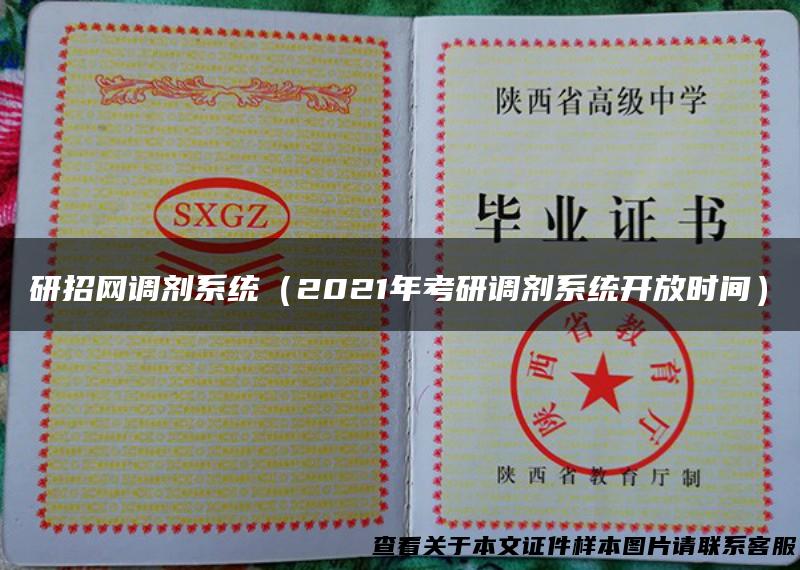 SXGZ
陕西省高级中学
毕业证书
研招网调剂系统（2021年考研调剂系统开放时间）
陕西省教育厅
陕西省教育厅制
查看关于本文证件样本图片请联系客服